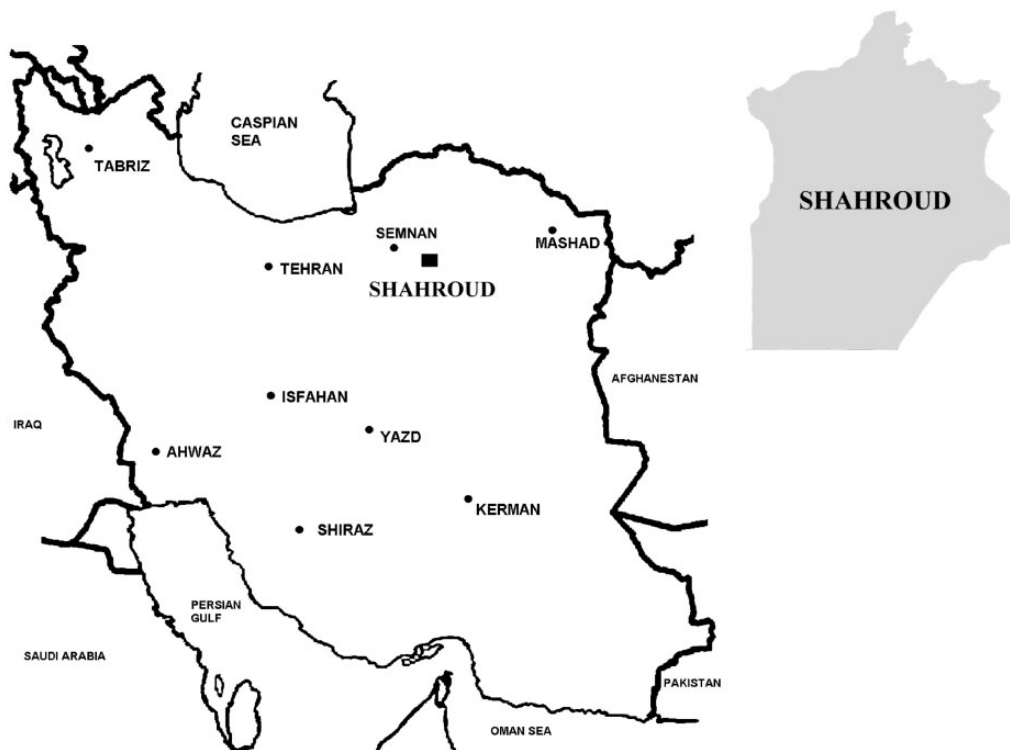 CASPIAN
SEA
TABRIZ
SEMNAN
MASHAD
TEHRAN
SHAHROUD
SHAHROUD
AFGHANESTAN
ISFAHAN
IRAQ
YAZD
AHWAZ
KERMAN
SHIRAZ
PERSIAN
GULF
SAUDI ARABIA
PAKISTAN
OMAN SEA